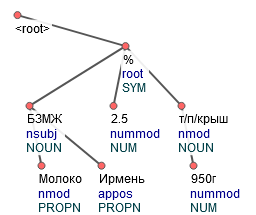 <root>
%
root
SYM
БЗМЖ 2.5 т/п/крыш
nsubj nummod nmod
NOUN NUM NOUN
Молоко Ирмень 950г
nmod appos nummod
PROPN PROPN NUM